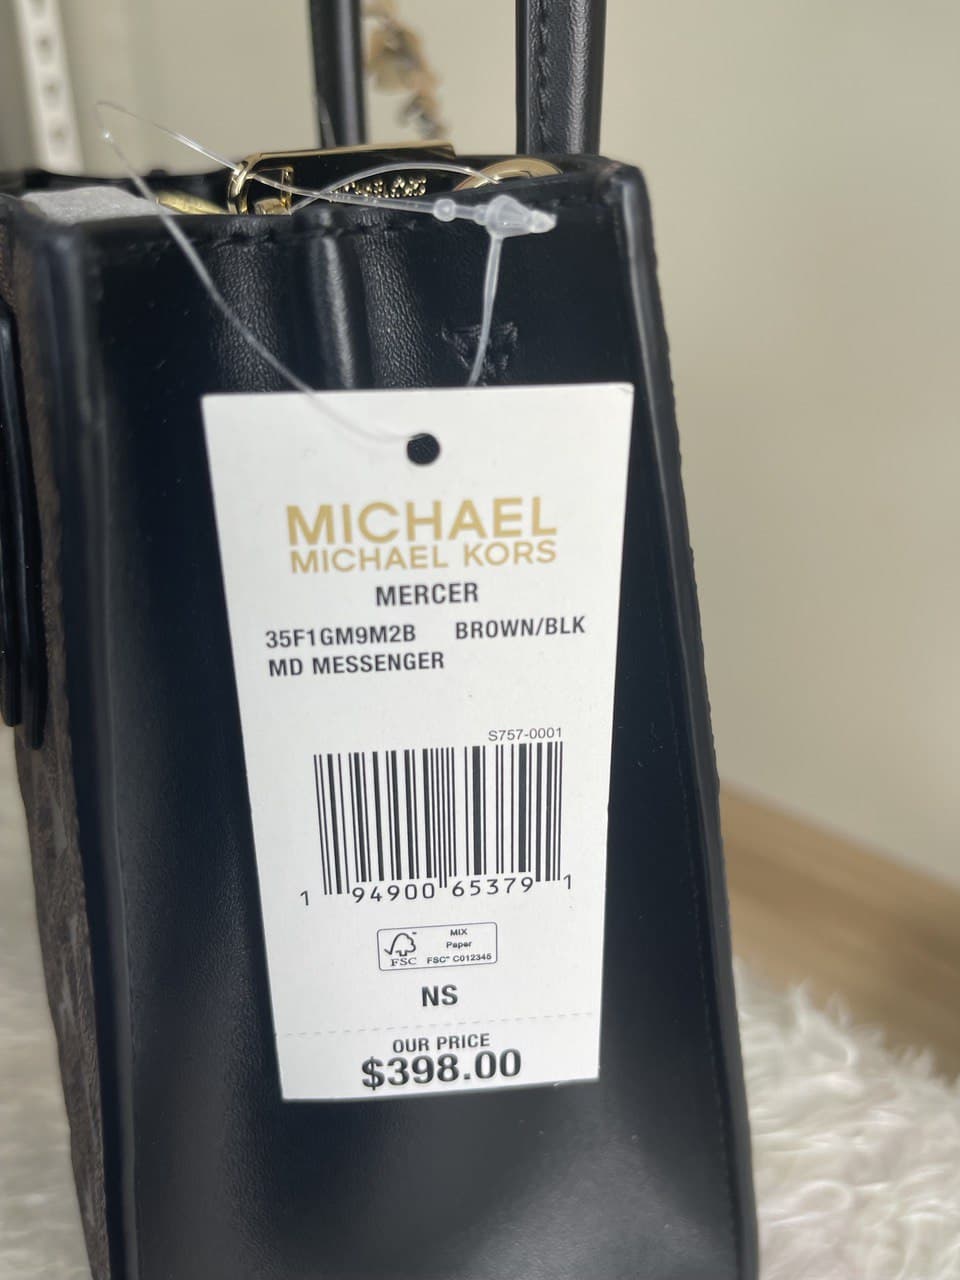 MICHAEL
MICHAEL KORS
MERCER
35F1GM9M2B BROWN/BLK
MD MESSENGER
S757-0001
1 94900 65379 1
FSC™ MIX
Paper
FSC® C012345
NS
OUR PRICE
$398.00